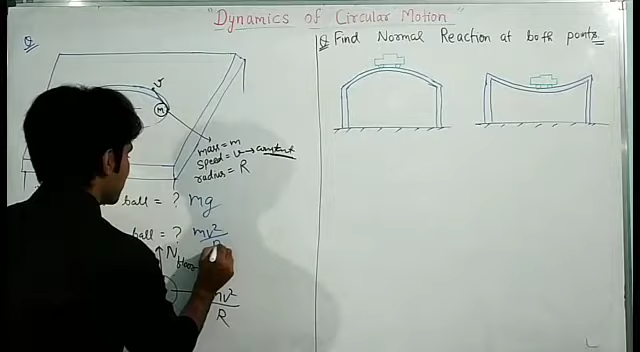 "Dynamics of Circular Motion"
Q
v
M
mass = m
speed = v → constant
radius = R
ball = ? mg
ball = ? mv²/R
N floor
mv²/R
Q Find Normal Reaction at both points